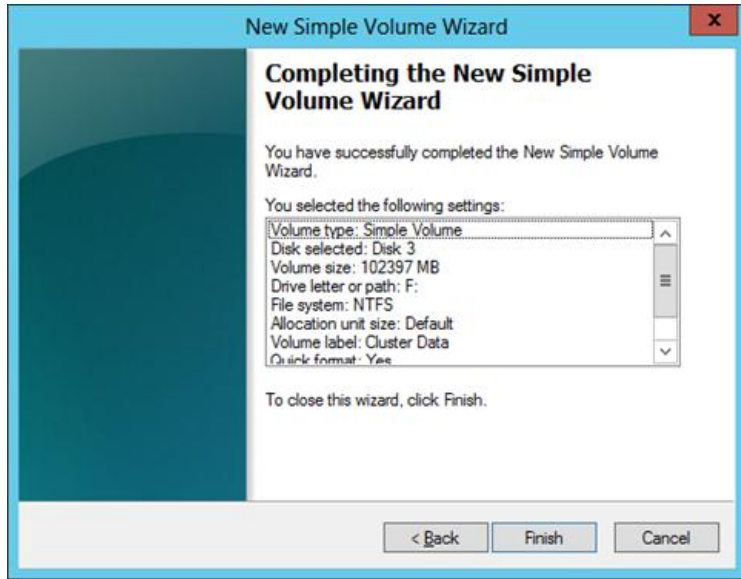 New Simple Volume Wizard
x
Completing the New Simple
Volume Wizard
You have successfully completed the New Simple Volume
Wizard.
You selected the following settings:
Volume type: Simple Volume
Disk selected: Disk 3
Volume size: 102397 MB
Drive letter or path: F:
File system: NTFS
Allocation unit size: Default
Volume label: Cluster Data
Quick format: Yes
To close this wizard, click Finish.
< Back
Finish
Cancel